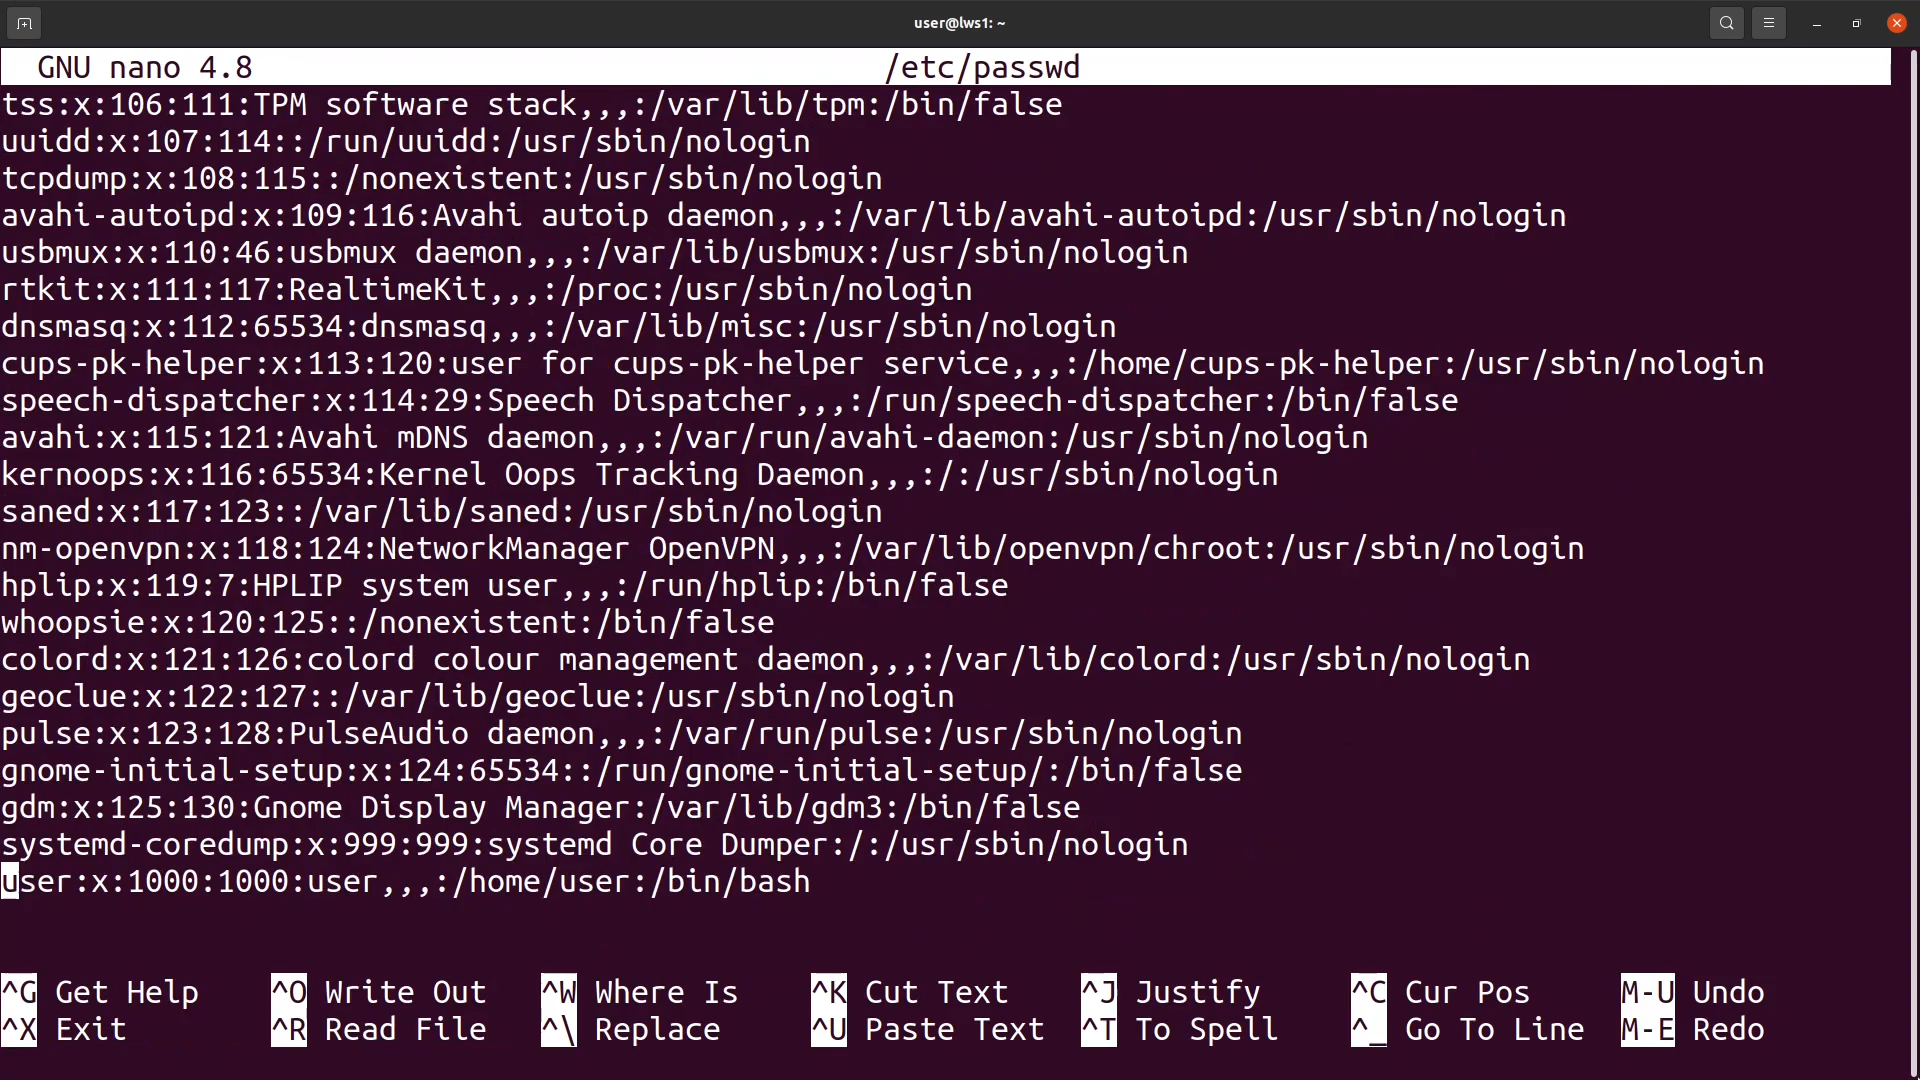 user@lws1: ~
GNU nano 4.8 /etc/passwd
tss:x:106:111:TPM software stack,,,:/var/lib/tpm:/bin/false
uuidd:x:107:114::/run/uuidd:/usr/sbin/nologin
tcpdump:x:108:115::/nonexistent:/usr/sbin/nologin
avahi-autoipd:x:109:116:Avahi autoip daemon,,,:/var/lib/avahi-autoipd:/usr/sbin/nologin
usbmux:x:110:46:usbmux daemon,,,:/var/lib/usbmux:/usr/sbin/nologin
rtkit:x:111:117:RealtimeKit,,,:/proc:/usr/sbin/nologin
dnsmasq:x:112:65534:dnsmasq,,,:/var/lib/misc:/usr/sbin/nologin
cups-pk-helper:x:113:120:user for cups-pk-helper service,,,:/home/cups-pk-helper:/usr/sbin/nologin
speech-dispatcher:x:114:29:Speech Dispatcher,,,:/run/speech-dispatcher:/bin/false
avahi:x:115:121:Avahi mDNS daemon,,,:/var/run/avahi-daemon:/usr/sbin/nologin
kernoops:x:116:65534:Kernel Oops Tracking Daemon,,,:/:/usr/sbin/nologin
saned:x:117:123::/var/lib/saned:/usr/sbin/nologin
nm-openvpn:x:118:124:NetworkManager OpenVPN,,,:/var/lib/openvpn/chroot:/usr/sbin/nologin
hplip:x:119:7:HPLIP system user,,,:/run/hplip:/bin/false
whoopsie:x:120:125::/nonexistent:/bin/false
colord:x:121:126:colord colour management daemon,,,:/var/lib/colord:/usr/sbin/nologin
geoclue:x:122:127::/var/lib/geoclue:/usr/sbin/nologin
pulse:x:123:128:PulseAudio daemon,,,:/var/run/pulse:/usr/sbin/nologin
gnome-initial-setup:x:124:65534::/run/gnome-initial-setup/:/bin/false
gdm:x:125:130:Gnome Display Manager:/var/lib/gdm3:/bin/false
systemd-coredump:x:999:999:systemd Core Dumper:/:/usr/sbin/nologin
user:x:1000:1000:user,,,:/home/user:/bin/bash
^G Get Help ^O Write Out ^W Where Is ^K Cut Text ^J Justify ^C Cur Pos M-U Undo
^X Exit ^R Read File ^\ Replace ^U Paste Text ^T To Spell ^_ Go To Line M-E Redo